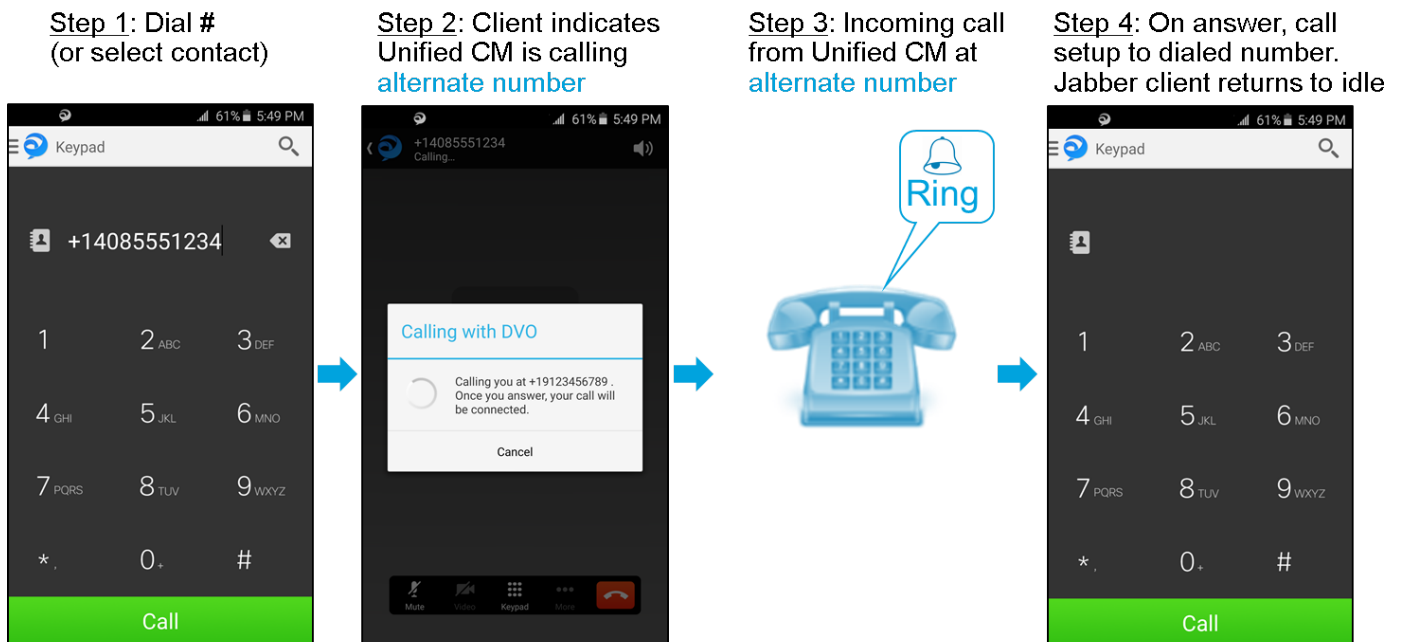 Step 1: Dial #
(or select contact)
Step 2: Client indicates
Unified CM is calling
alternate number
Step 3: Incoming call
from Unified CM at
alternate number
Step 4: On answer, call
setup to dialed number.
Jabber client returns to idle
61% 5:49 PM
Keypad
+14085551234
1 2 ABC 3 DEF
4 GHI 5 JKL 6 MNO
7 PQRS 8 TUV 9 WXYZ
*, 0+ #
Call
61% 5:49 PM
+14085551234
Calling...
Calling with DVO
Calling you at +19123456789 .
Once you answer, your call will
be connected.
Cancel
Mute Video Keypad More
Ring
61% 5:49 PM
Keypad
1 2 ABC 3 DEF
4 GHI 5 JKL 6 MNO
7 PQRS 8 TUV 9 WXYZ
*, 0+ #
Call